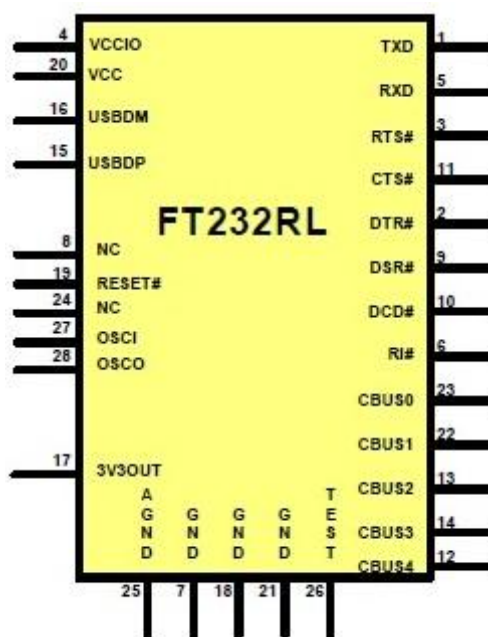 4 VCCIO TXD 1
20 VCC
RXD 5
16 USBDM
RTS# 3
15 USBDP
CTS# 11
FT232RL
DTR# 2
8 NC
DSR# 9
19 RESET#
24 NC
DCD# 10
27 OSCI
28 OSCO
RI# 6
CBUS0 23
CBUS1 22
17 3V3OUT
CBUS2 13
CBUS3 14
CBUS4 12
AGND GND GND GND TEST
25 7 18 21 26